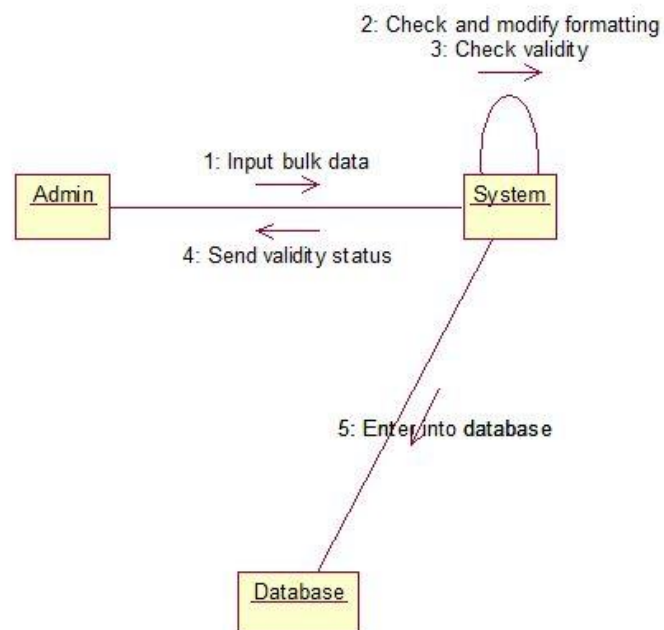 2: Check and modify formatting
3: Check validity
1: Input bulk data
Admin
System
4: Send validity status
5: Enter into database
Database